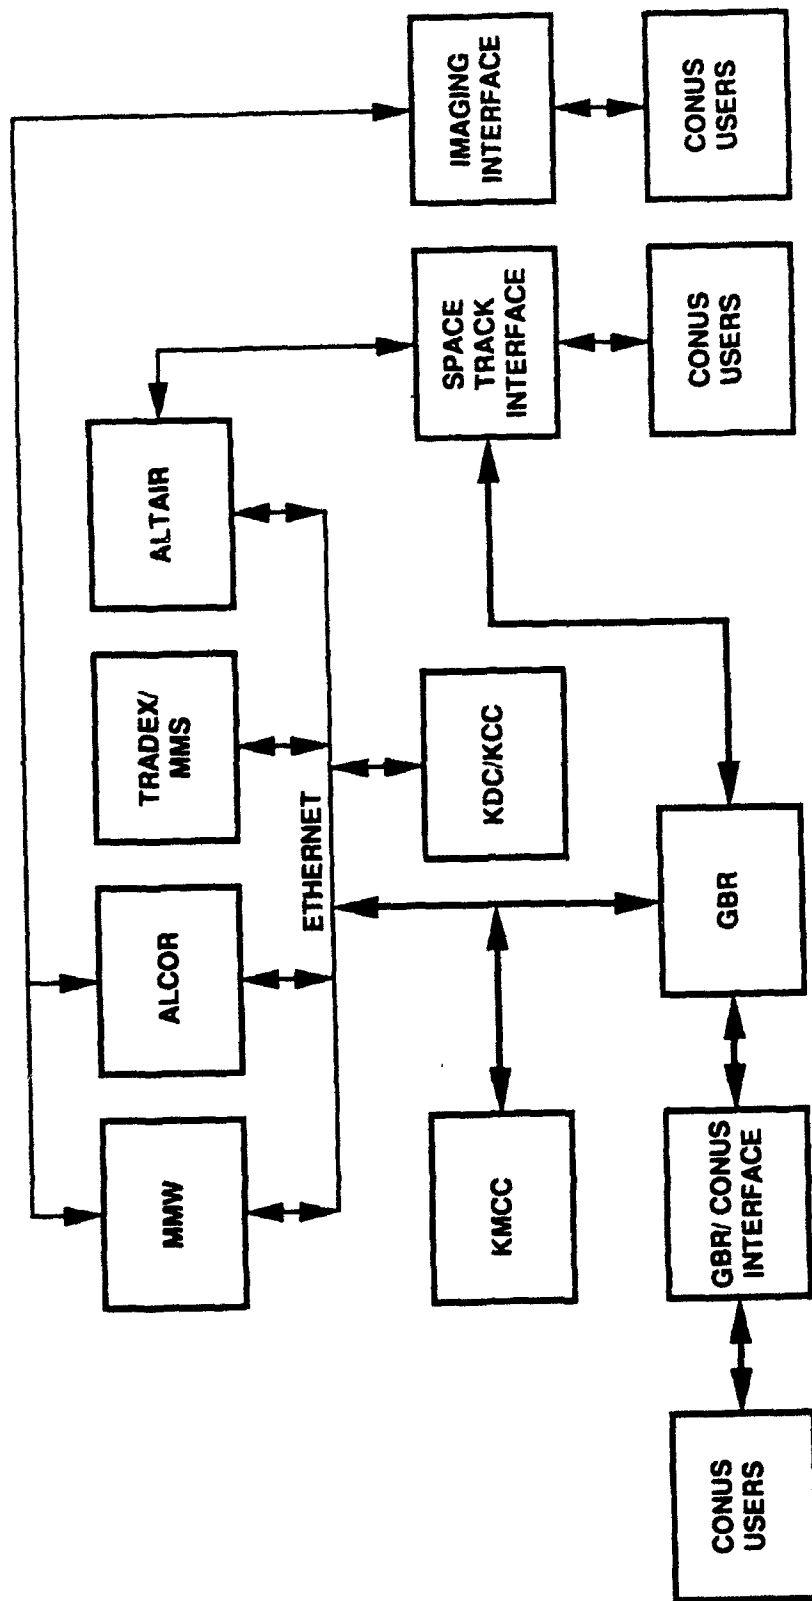 MMW
ALCOR
TRADEX/
MMS
ALTAIR
ETHERNET
KMCC
KDC/KCC
SPACE
TRACK
INTERFACE
IMAGING
INTERFACE
CONUS
USERS
GBR/ CONUS
INTERFACE
GBR
CONUS
USERS
CONUS
USERS